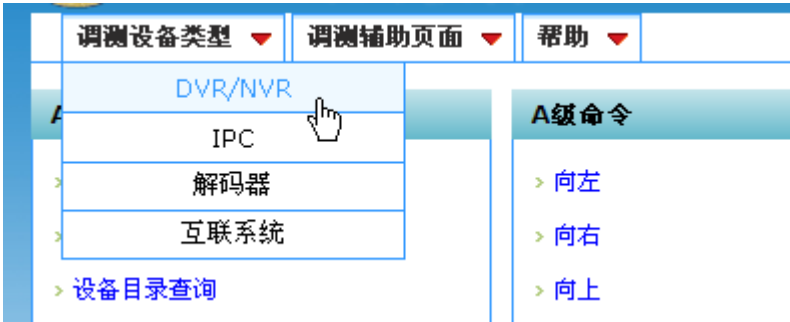 调测设备类型 调测辅助页面 帮助
DVR/NVR
A级命令
IPC
解码器
向左
互联系统
向右
设备目录查询
向上